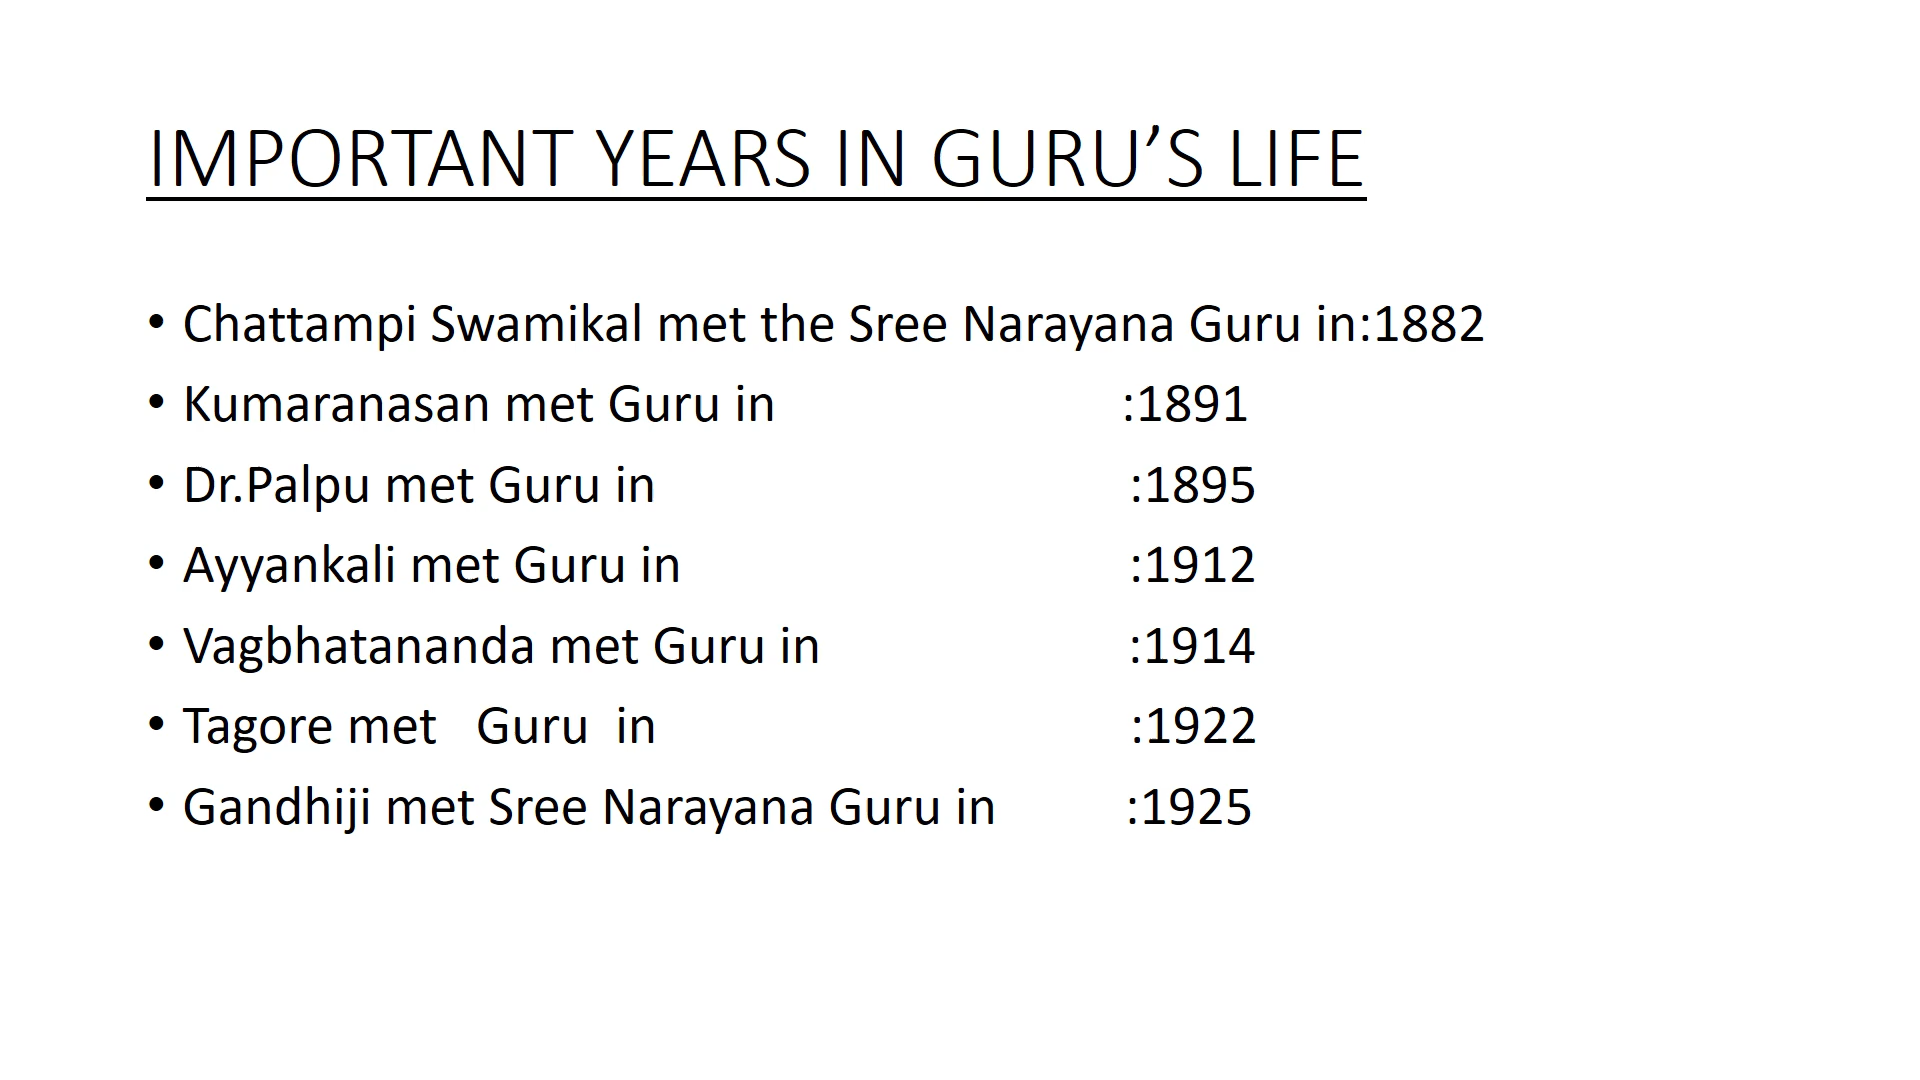 IMPORTANT YEARS IN GURU’S LIFE
• Chattampi Swamikal met the Sree Narayana Guru in:1882
• Kumaranasan met Guru in :1891
• Dr.Palpu met Guru in :1895
• Ayyankali met Guru in :1912
• Vagbhatananda met Guru in :1914
• Tagore met Guru in :1922
• Gandhiji met Sree Narayana Guru in :1925